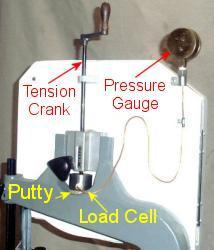 Tension
Crank
Pressure
Gauge
Putty
Load Cell